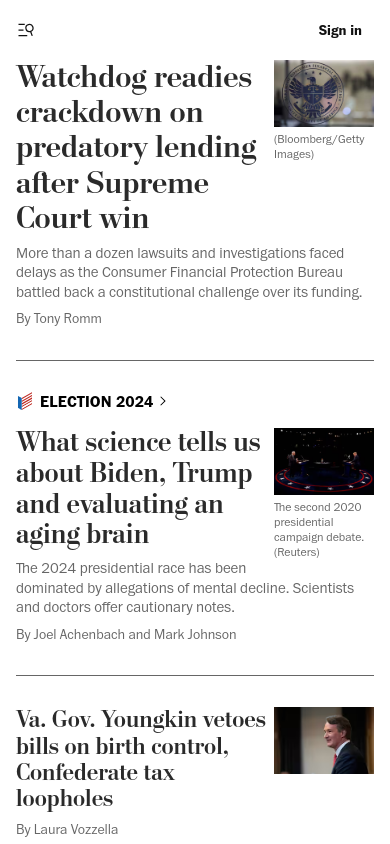 Sign in
Watchdog readies
crackdown on
predatory lending
after Supreme
Court win
(Bloomberg/Getty
Images)
More than a dozen lawsuits and investigations faced
delays as the Consumer Financial Protection Bureau
battled back a constitutional challenge over its funding.
By Tony Romm
ELECTION 2024
What science tells us
about Biden, Trump
and evaluating an
aging brain
The second 2020
presidential
campaign debate.
(Reuters)
The 2024 presidential race has been
dominated by allegations of mental decline. Scientists
and doctors offer cautionary notes.
By Joel Achenbach and Mark Johnson
Va. Gov. Youngkin vetoes
bills on birth control,
Confederate tax
loopholes
By Laura Vozzella